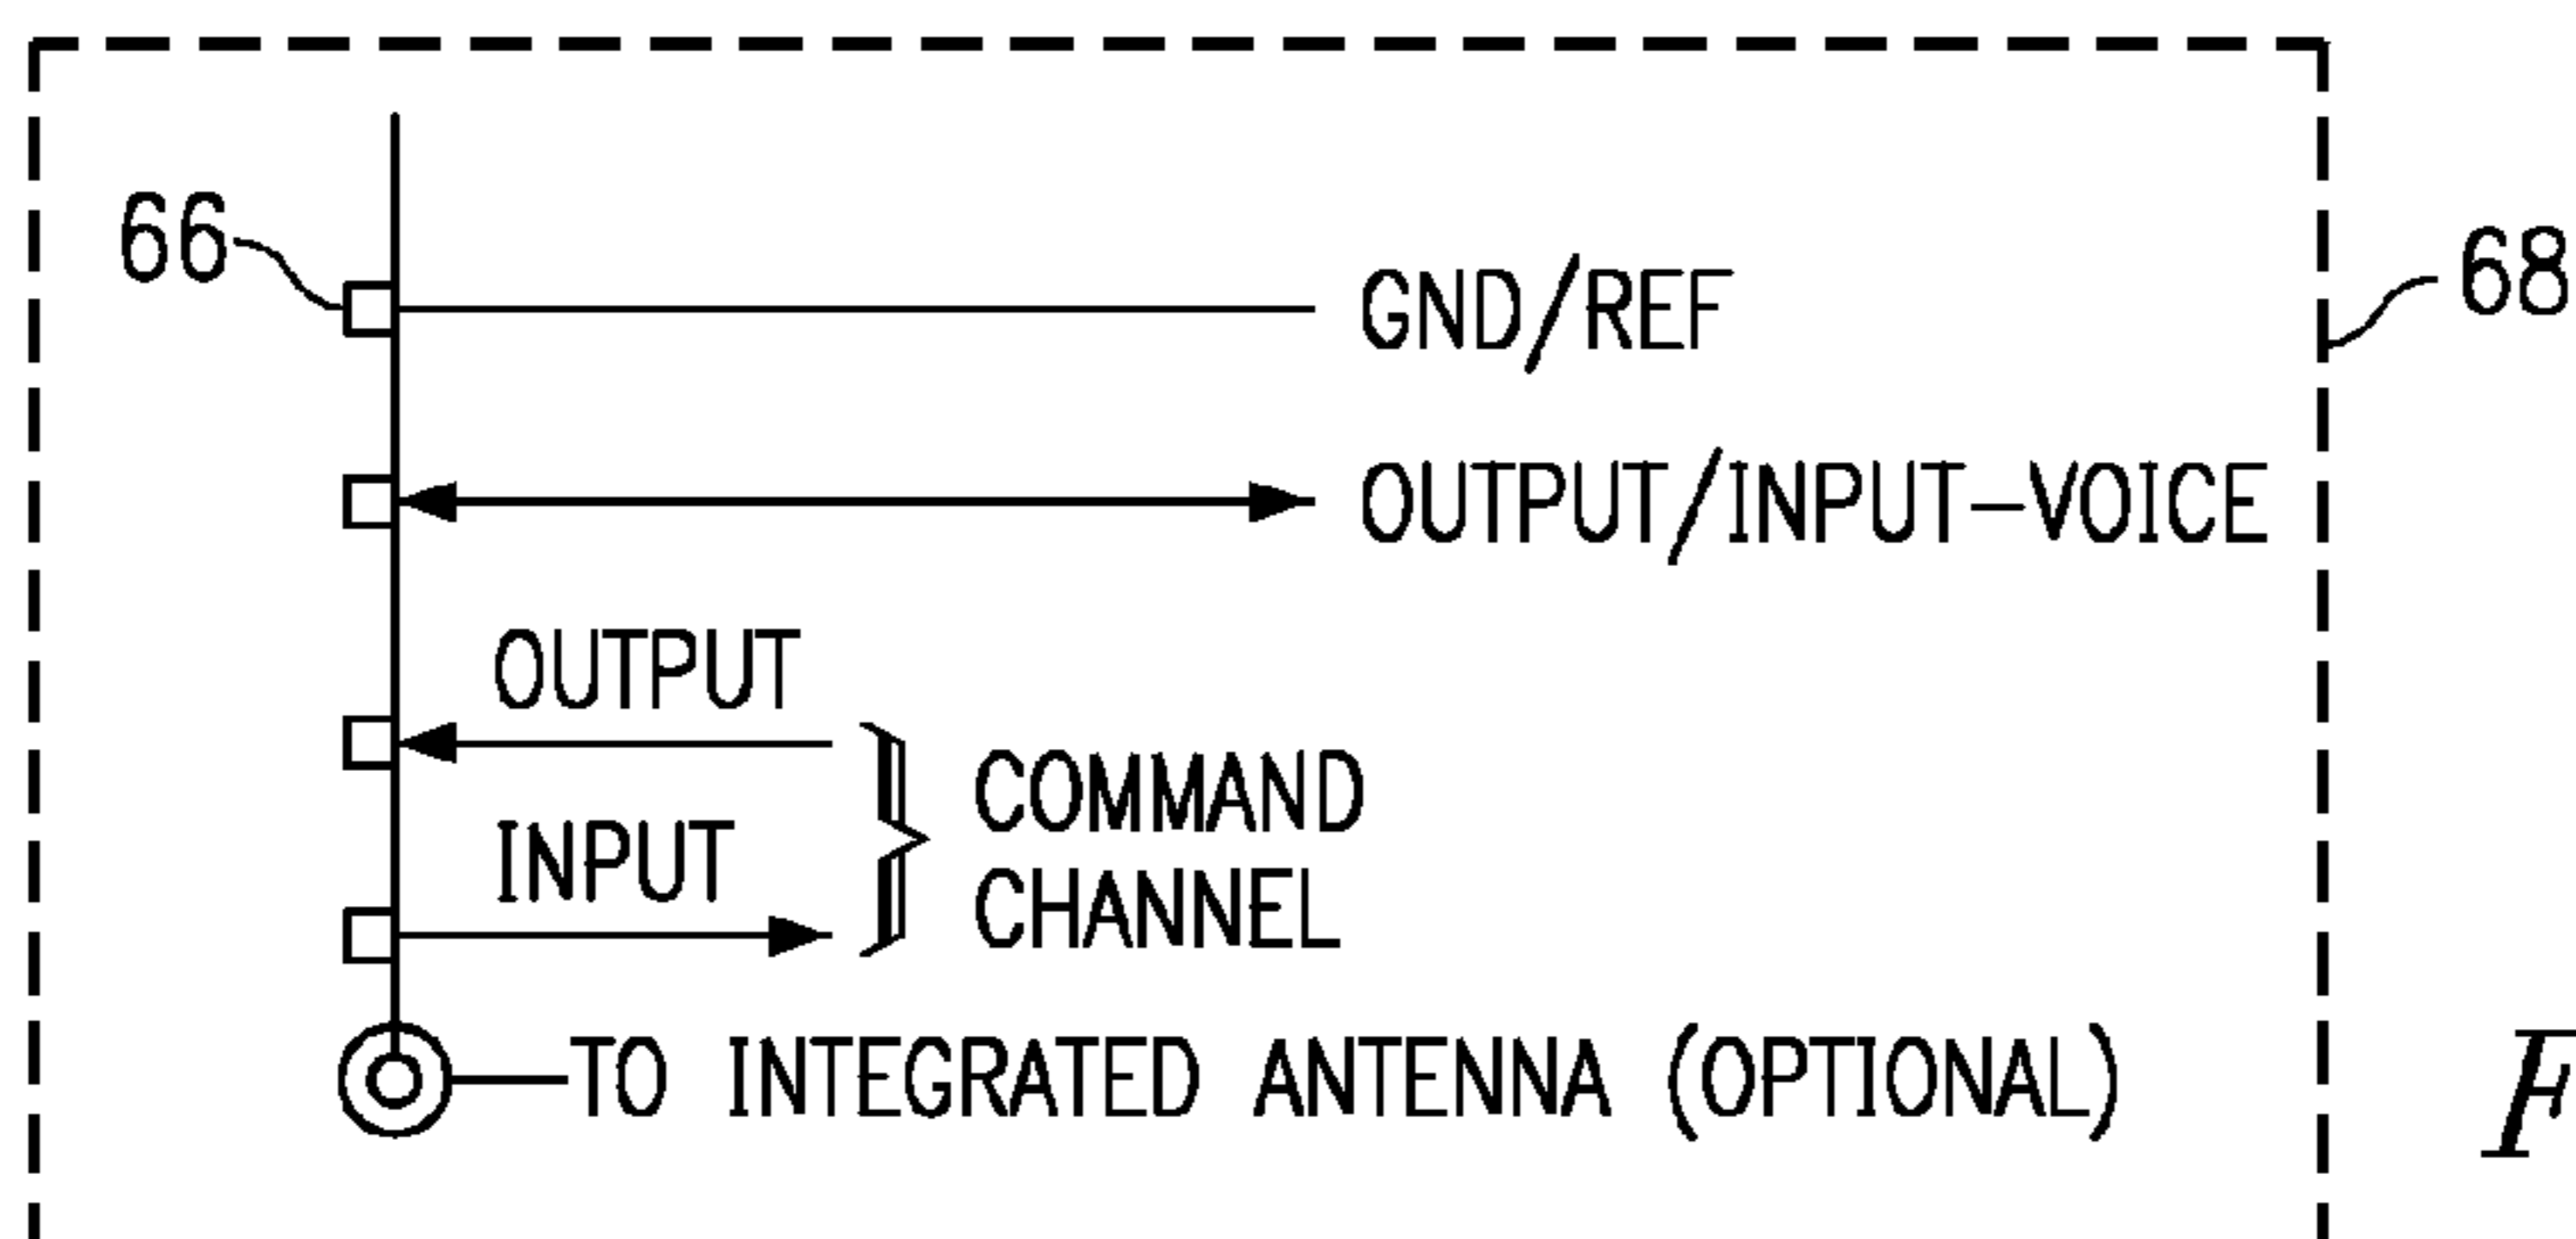 66
GND/REF
68
OUTPUT/INPUT-VOICE
OUTPUT
INPUT
COMMAND
CHANNEL
TO INTEGRATED ANTENNA (OPTIONAL)
F